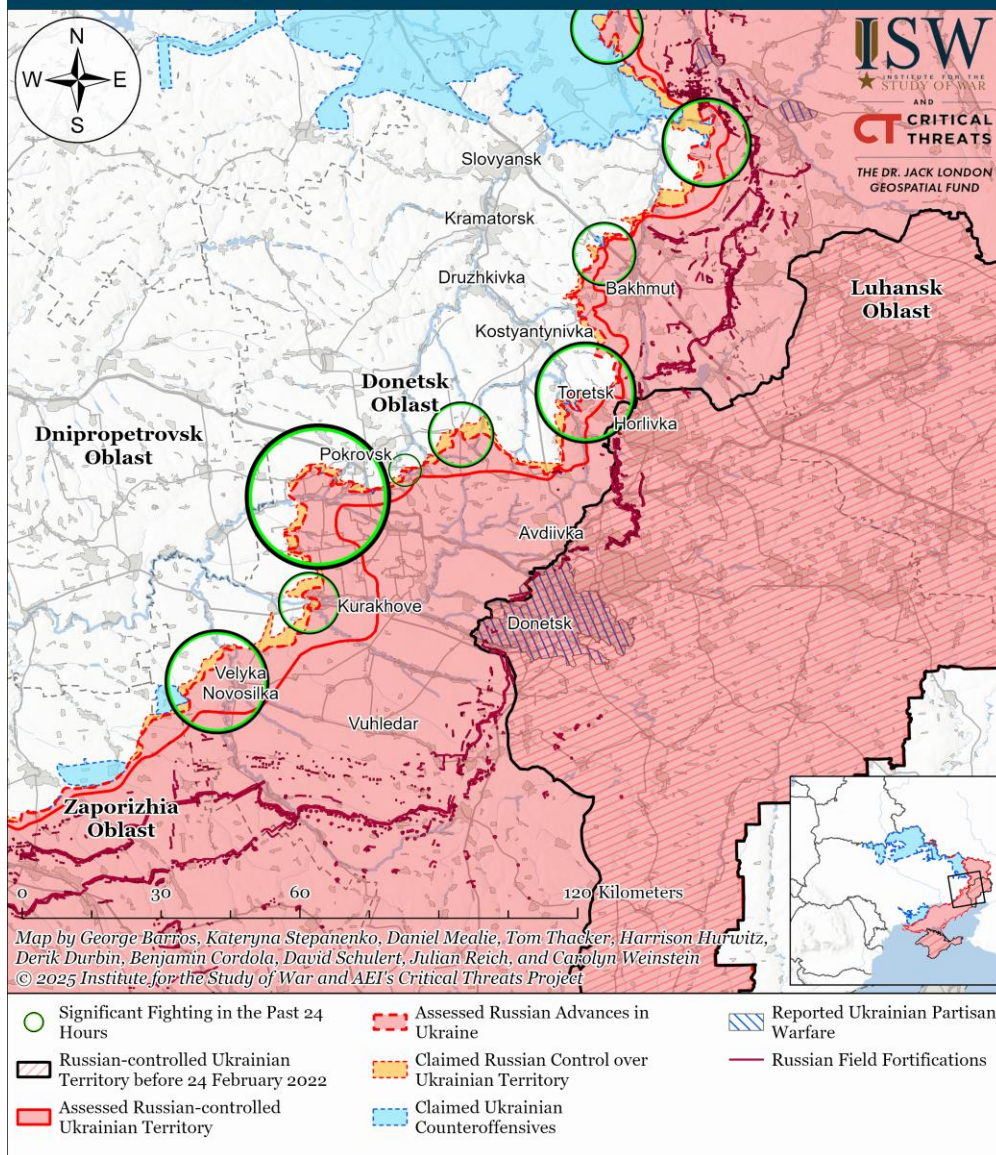 N
W E
S
ISW
INSTITUTE FOR THE
STUDY OF WAR
AND
CT CRITICAL
THREATS
THE DR. JACK LONDON
GEOSPATIAL FUND
Slovyansk
Kramatorsk
Druzhkivka
Bakhmut
Luhansk
Oblast
Kostyantynivka
Donetsk
Oblast
Toretsk
Horlivka
Dnipropetrovsk
Oblast
Pokrovsk
Avdiivka
Kurakhove
Donetsk
Velyka
Novosilka
Vuhledar
Zaporizhia
Oblast
0 30 60 120 Kilometers
Map by George Barros, Kateryna Stepanenko, Daniel Mealie, Tom Thacker, Harrison Hurwitz,
Derik Durbin, Benjamin Cordola, David Schulert, Julian Reich, and Carolyn Weinstein
© 2025 Institute for the Study of War and AEI's Critical Threats Project
Significant Fighting in the Past 24
Hours
Russian-controlled Ukrainian
Territory before 24 February 2022
Assessed Russian-controlled
Ukrainian Territory
Assessed Russian Advances in
Ukraine
Claimed Russian Control over
Ukrainian Territory
Claimed Ukrainian
Counteroffensives
Reported Ukrainian Partisan
Warfare
Russian Field Fortifications